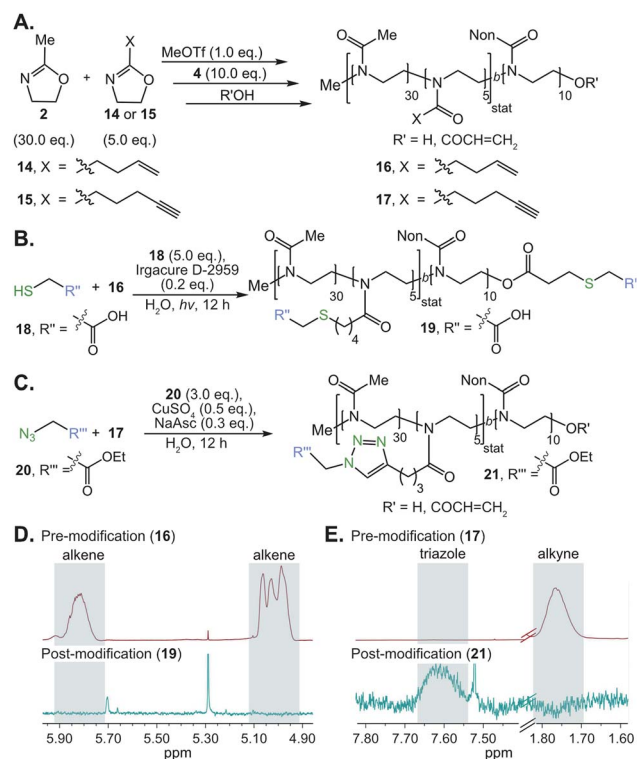 A.
Me
N
O
2
+
X
N
O
14 or 15
(30.0 eq.)
(5.0 eq.)
MeOTf (1.0 eq.)
4 (10.0 eq.)
R'OH
O
Me
Non
O
Me
N
N
N
OR'
30
5
stat
b
10
X
O
R' = H, COCH=CH2
14, X =
15, X =
16, X =
17, X =
B.
HS
R"
+ 16
18, R" =
OH
O
18 (5.0 eq.),
Irgacure D-2959
(0.2 eq.)
H2O, hv, 12 h
O
Me
Non
O
O
Me
N
N
N
O
S
R"
30
5
stat
b
10
R"
S
4
O
19, R" =
OH
O
C.
N3
R'''
+ 17
20, R''' =
OEt
O
20 (3.0 eq.),
CuSO4 (0.5 eq.),
NaAsc (0.3 eq.)
H2O, 12 h
O
Me
Non
O
Me
N
N
N
OR'
30
5
stat
b
10
R'''
N=N
N
3
O
21, R''' =
OEt
O
R' = H, COCH=CH2
D. Pre-modification (16)
alkene
alkene
Post-modification (19)
5.90 5.70 5.50 5.30 5.10 4.90
ppm
E. Pre-modification (17)
triazole
alkyne
Post-modification (21)
7.80 7.70 7.60 7.50 1.80 1.70 1.60
ppm